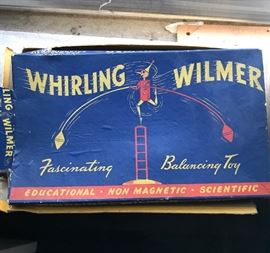 WHIRLING WILMER
Fascinating Balancing Toy
EDUCATIONAL · NON MAGNETIC · SCIENTIFIC
LING WILMER